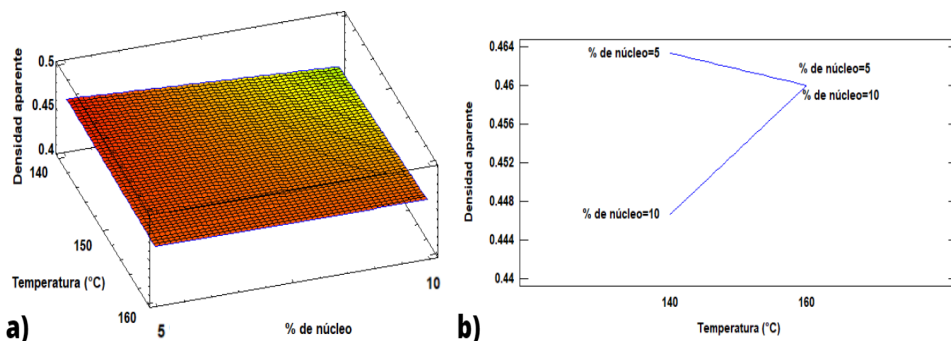 Densidad aparente
0.5
0.45
0.4
140
150
160
Temperatura (°C)
5
% de núcleo
10
a)
Densidad aparente
0.464
0.46
0.456
0.452
0.448
0.444
0.44
% de núcleo=5
% de núcleo=5
% de núcleo=10
% de núcleo=10
140
160
Temperatura (°C)
b)